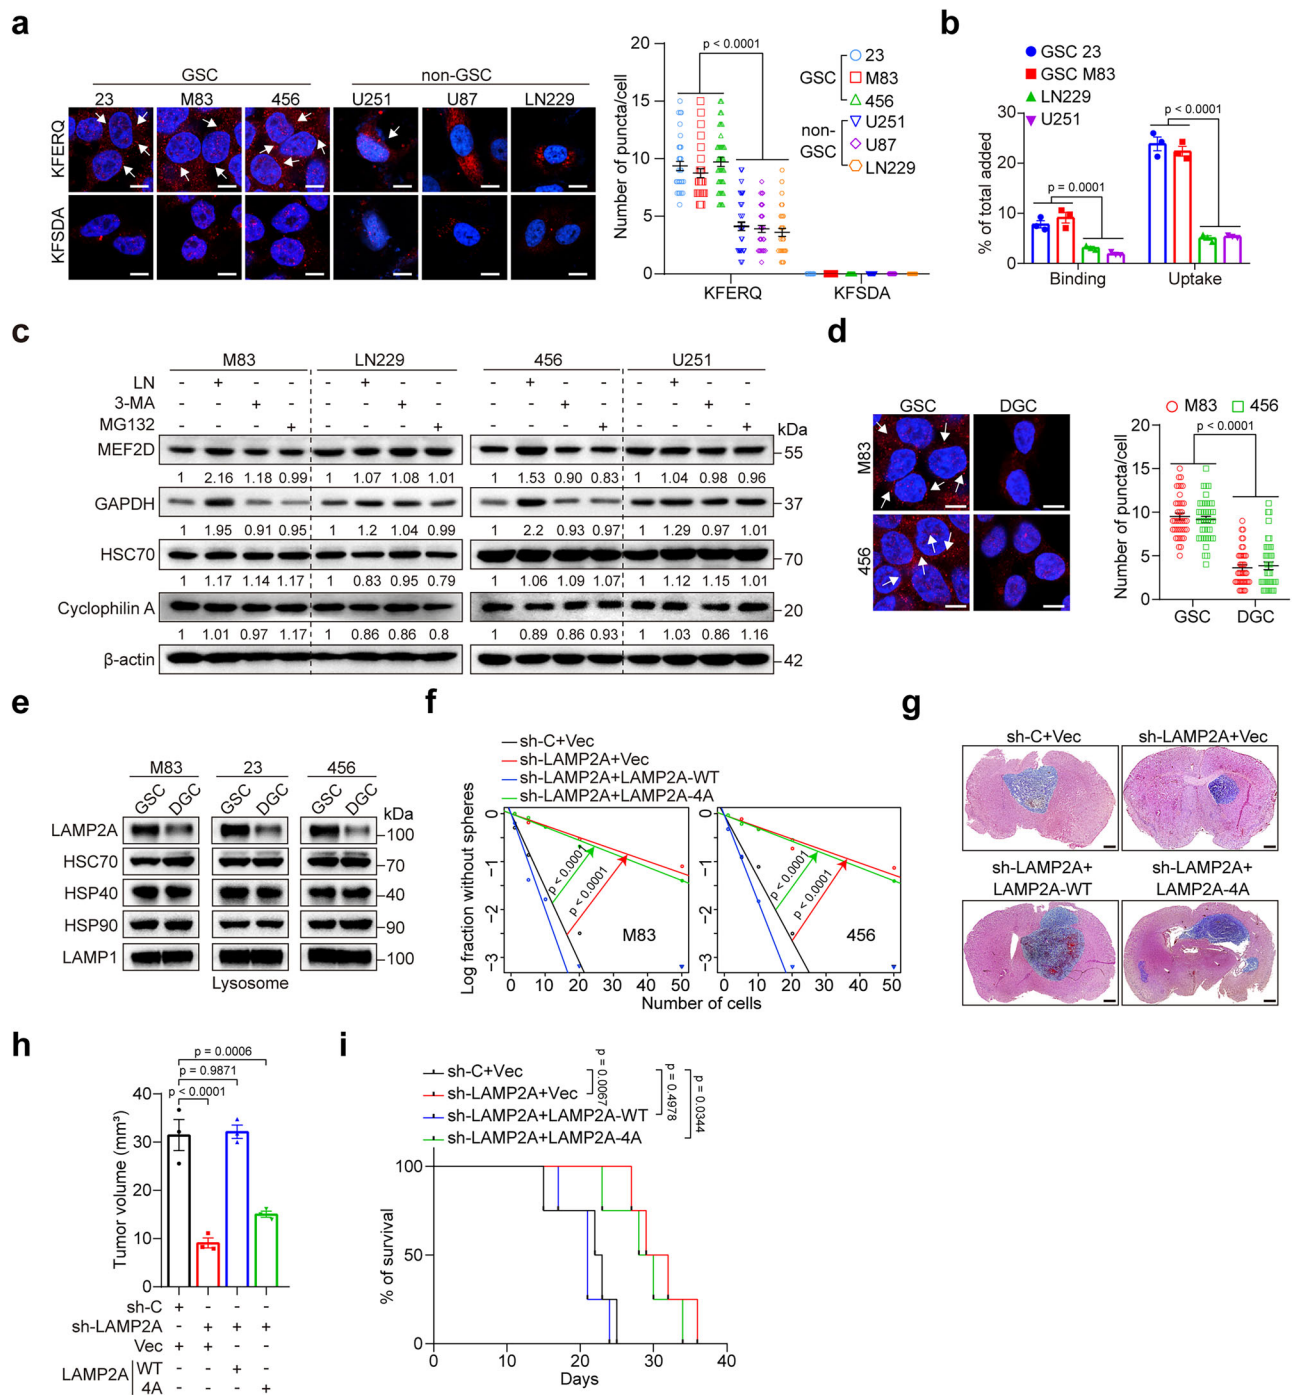 a
GSC non-GSC
23 M83 456 U251 U87 LN229
KFERQ
KFSDA
Number of puncta/cell
20
15
10
5
0
p < 0.0001
KFERQ KFSDA
GSC
23
M83
456
non-
GSC
U251
U87
LN229
b
GSC 23
GSC M83
LN229
U251
% of total added
30
20
10
0
p = 0.0001
p < 0.0001
Binding Uptake
c
M83 LN229 456 U251
LN - + - - - + - - - + - - - + - -
3-MA - - + - - - + - - - + - - - + -
MG132 - - - + - - - + - - - + - - - +
kDa
MEF2D 55
1 2.16 1.18 0.99 1 1.07 1.08 1.01 1 1.53 0.90 0.83 1 1.04 0.98 0.96
GAPDH 37
1 1.95 0.91 0.95 1 1.2 1.04 0.99 1 2.2 0.93 0.97 1 1.29 0.97 1.01
HSC70 70
1 1.17 1.14 1.17 1 0.83 0.95 0.79 1 1.06 1.09 1.07 1 1.12 1.15 1.01
Cyclophilin A 20
1 1.01 0.97 1.17 1 0.86 0.86 0.8 1 0.89 0.86 0.93 1 1.03 0.86 1.16
β-actin 42
d
GSC DGC
M83
456
M83 456
Number of puncta/cell
20
15
10
5
0
p < 0.0001
GSC DGC
e
M83 23 456
GSC DGC GSC DGC GSC DGC
kDa
LAMP2A 100
HSC70 70
HSP40 40
HSP90 90
LAMP1 100
Lysosome
f
sh-C+Vec
sh-LAMP2A+Vec
sh-LAMP2A+LAMP2A-WT
sh-LAMP2A+LAMP2A-4A
Log fraction without spheres
0
-1
-2
-3
p < 0.0001
p < 0.0001
M83
0 10 20 30 40 50
0
-1
-2
-3
p < 0.0001
p < 0.0001
456
0 10 20 30 40 50
Number of cells
g
sh-C+Vec sh-LAMP2A+Vec
sh-LAMP2A+ sh-LAMP2A+
LAMP2A-WT LAMP2A-4A
h
p = 0.0006
p = 0.9871
p < 0.0001
Tumor volume (mm³)
40
30
20
10
0
sh-C + - - -
sh-LAMP2A - + + +
Vec + + - -
LAMP2A
WT - - + -
4A - - - +
i
sh-C+Vec
sh-LAMP2A+Vec
sh-LAMP2A+LAMP2A-WT
sh-LAMP2A+LAMP2A-4A
p = 0.0067
p = 0.4978
p = 0.0344
% of survival
100
50
0
0 10 20 30 40
Days